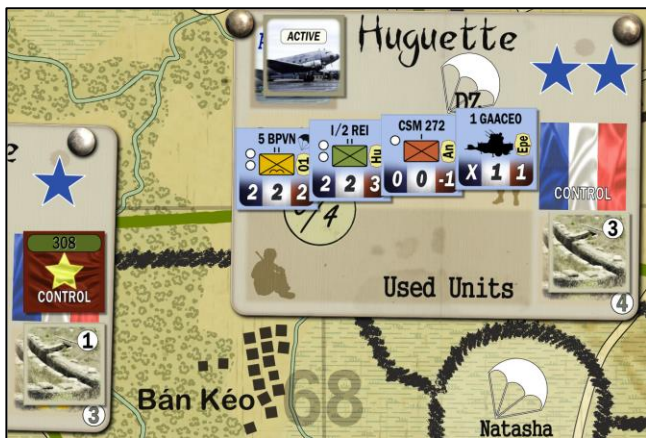 ACTIVE
Huguette
DZ
5 BPVN
01
2 2 2
I/2 REI
Hu
2 2 3
CSM 272
An
0 0 -1
1 GAACEO
Epe
X 1 1
CONTROL
/4
3
Used Units
4
308
CONTROL
1
3
Bán Kéo
68
Natasha